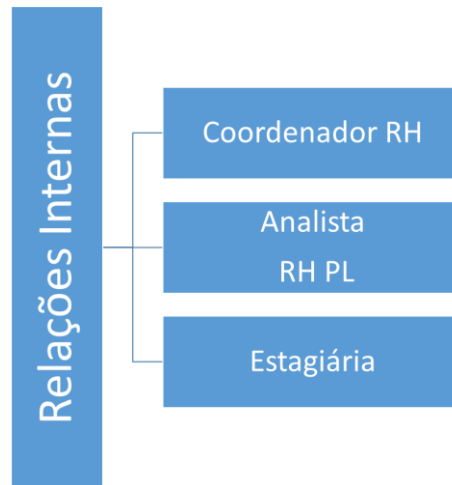 Relações Internas
Coordenador RH
Analista
RH PL
Estagiária